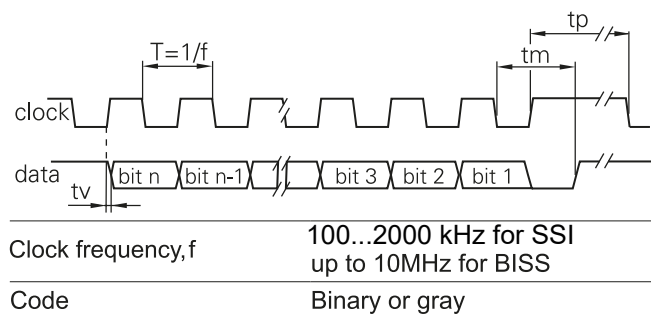 tp
T=1/f
tm
clock
data
bit n
bit n-1
bit 3
bit 2
bit 1
tv
Clock frequency,f
100...2000 kHz for SSI
up to 10MHz for BISS
Code
Binary or gray